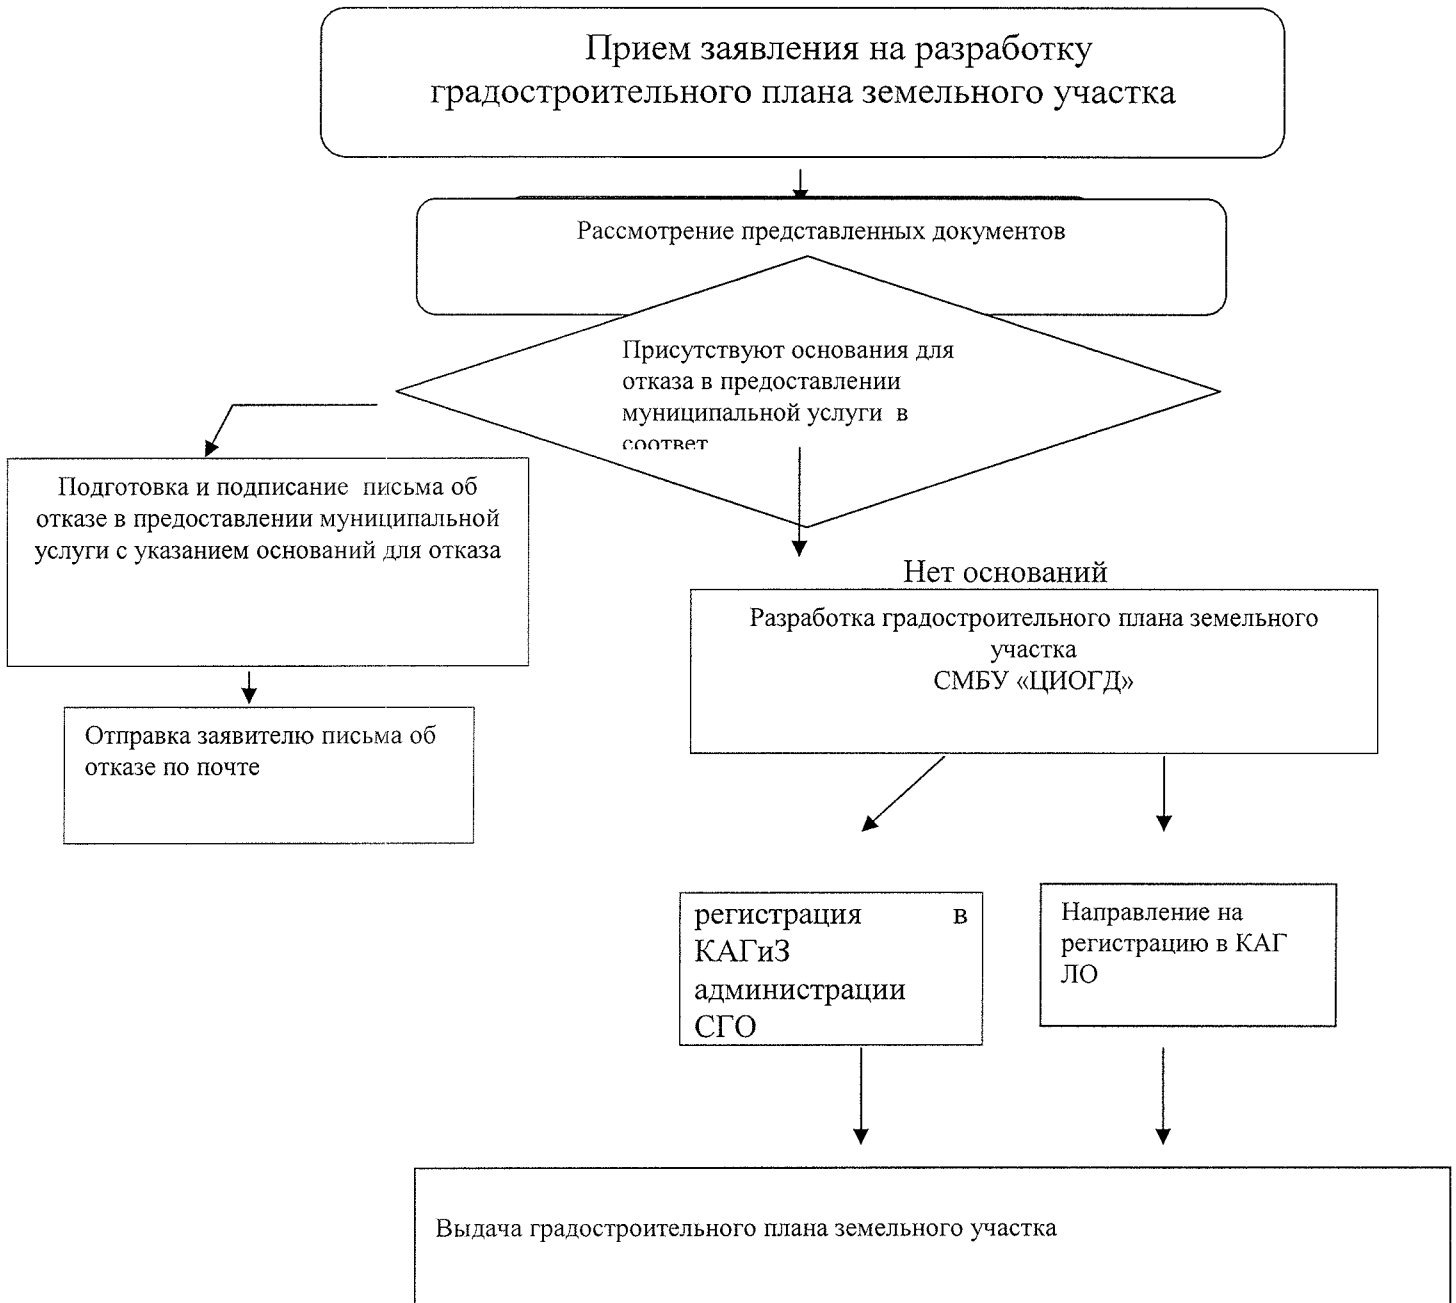 Прием заявления на разработку
градостроительного плана земельного участка
Рассмотрение представленных документов
Присутствуют основания для
отказа в предоставлении
муниципальной услуги в
соответ
Подготовка и подписание письма об
отказе в предоставлении муниципальной
услуги с указанием оснований для отказа
Отправка заявителю письма об
отказе по почте
Нет оснований
Разработка градостроительного плана земельного
участка
СМБУ «ЦИОГД»
регистрация в
КАГиЗ
администрации
СГО
Направление на
регистрацию в КАГ
ЛО
Выдача градостроительного плана земельного участка